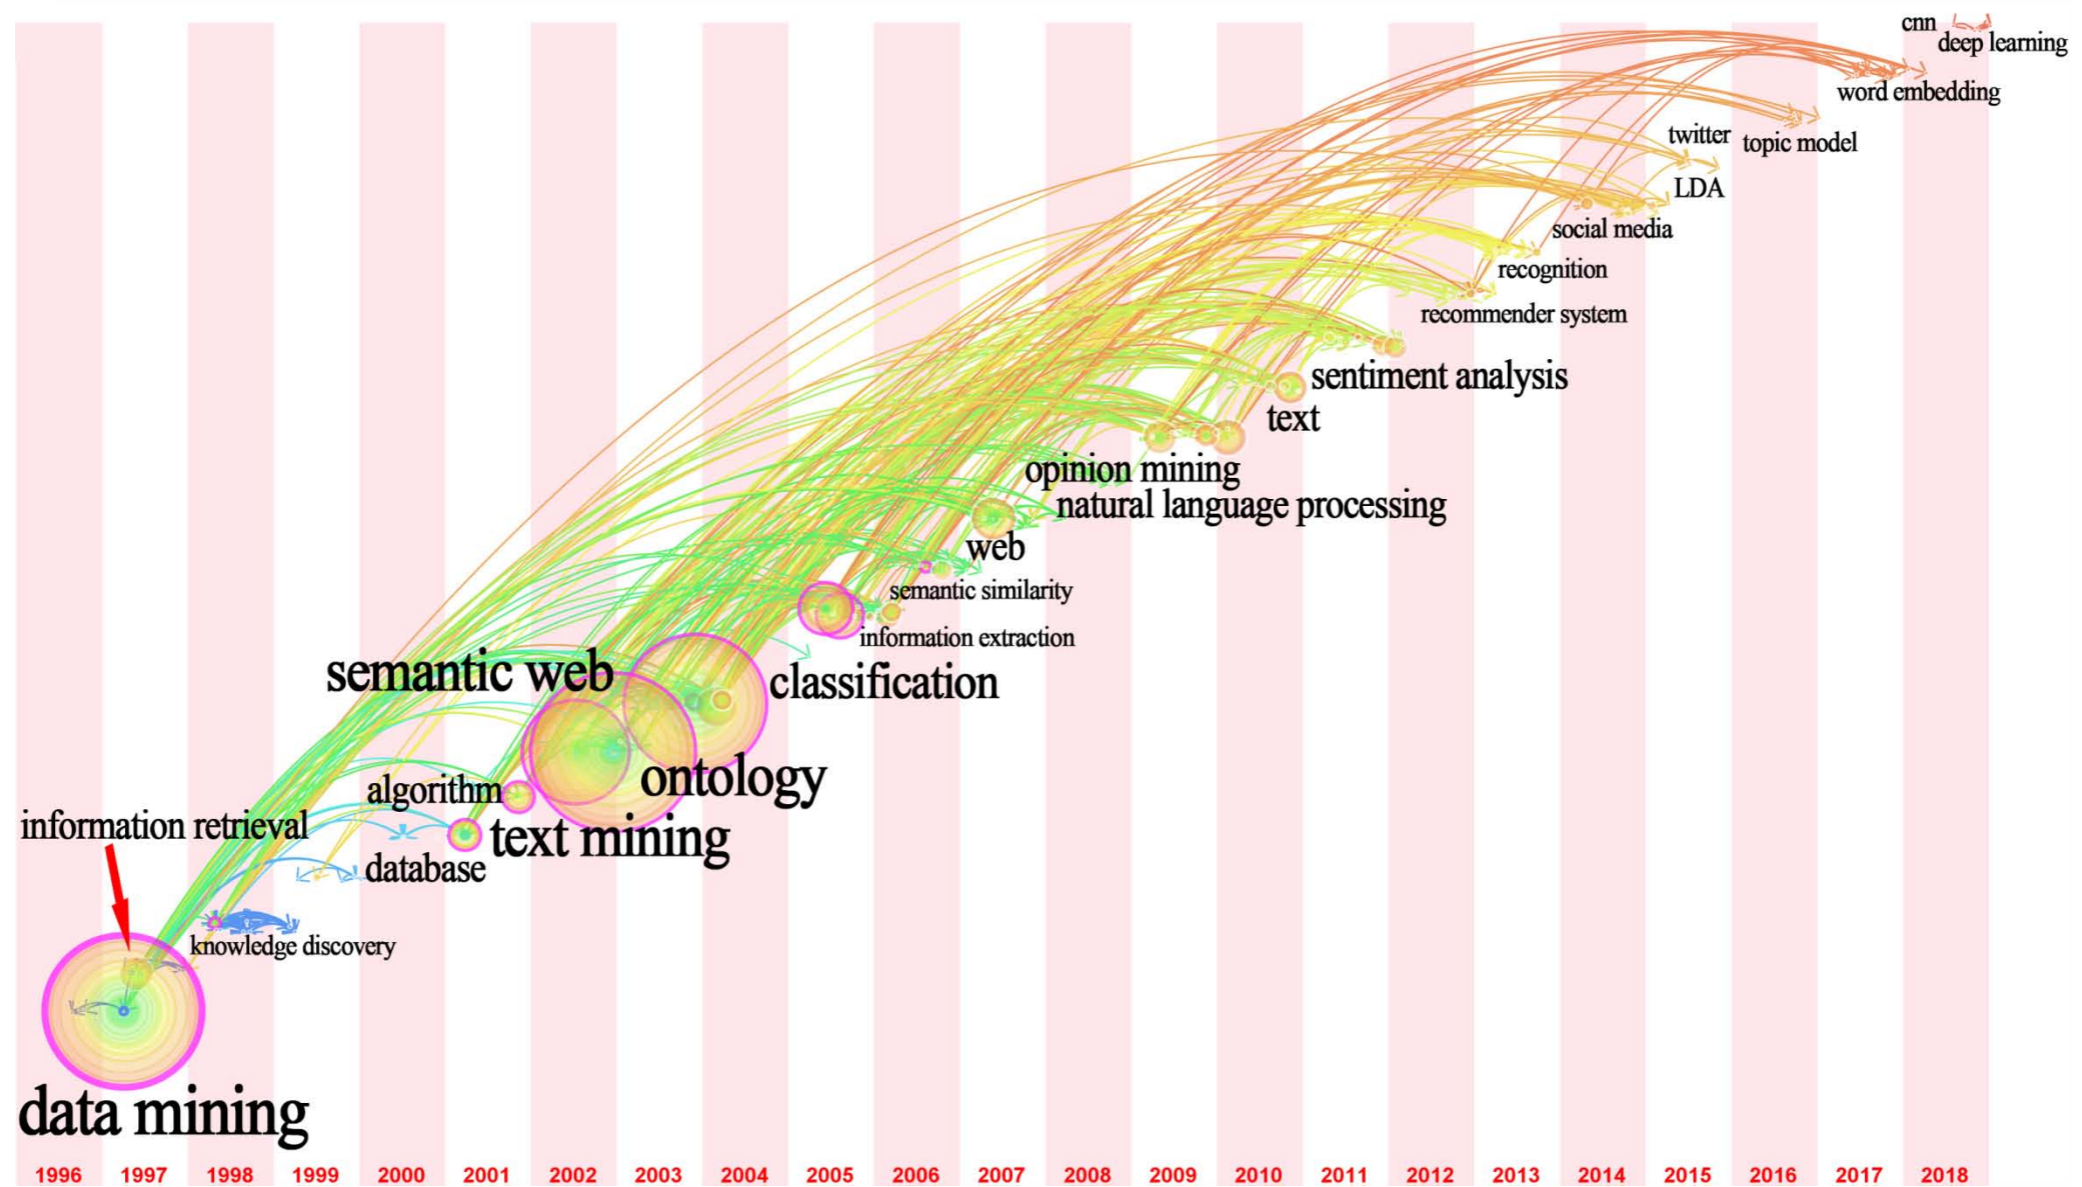 cnn
deep learning
word embedding
twitter
topic model
LDA
social media
recognition
recommender system
sentiment analysis
text
opinion mining
natural language processing
web
semantic similarity
information extraction
semantic web
classification
ontology
algorithm
information retrieval
text mining
database
knowledge discovery
data mining
1996 1997 1998 1999 2000 2001 2002 2003 2004 2005 2006 2007 2008 2009 2010 2011 2012 2013 2014 2015 2016 2017 2018